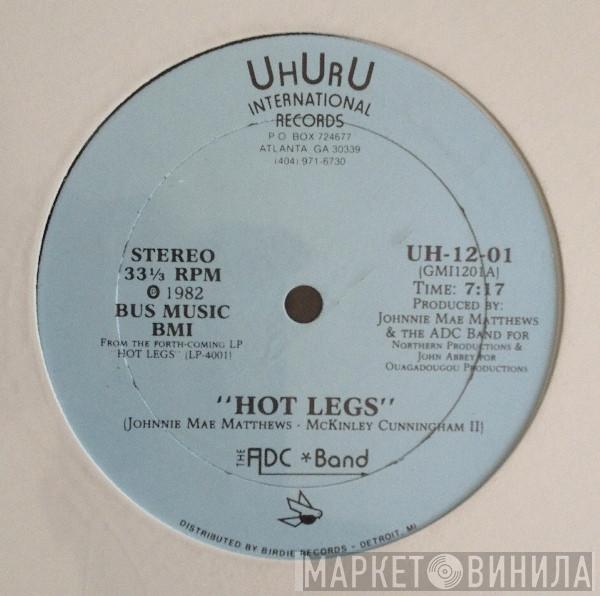 UHURU
INTERNATIONAL
RECORDS
P.O. BOX 724677
ATLANTA GA 30339
(404) 971-6730
STEREO
33⅓ RPM
℗ 1982
BUS MUSIC
BMI
FROM THE FORTH-COMING LP
HOT LEGS" (LP-4001)
UH-12-01
(GMI1201A)
TIME: 7:17
PRODUCED BY:
JOHNNIE MAE MATTHEWS
& THE ADC BAND FOR
NORTHERN PRODUCTIONS &
JOHN ABBEY FOR
OUAGADOUGOU PRODUCTIONS
"HOT LEGS"
(JOHNNIE MAE MATTHEWS - MCKINLEY CUNNINGHAM II)
THE ADC *Band
DISTRIBUTED BY BIRDIE RECORDS - DETROIT, MI.
МАРКЕТ ВИНИЛА